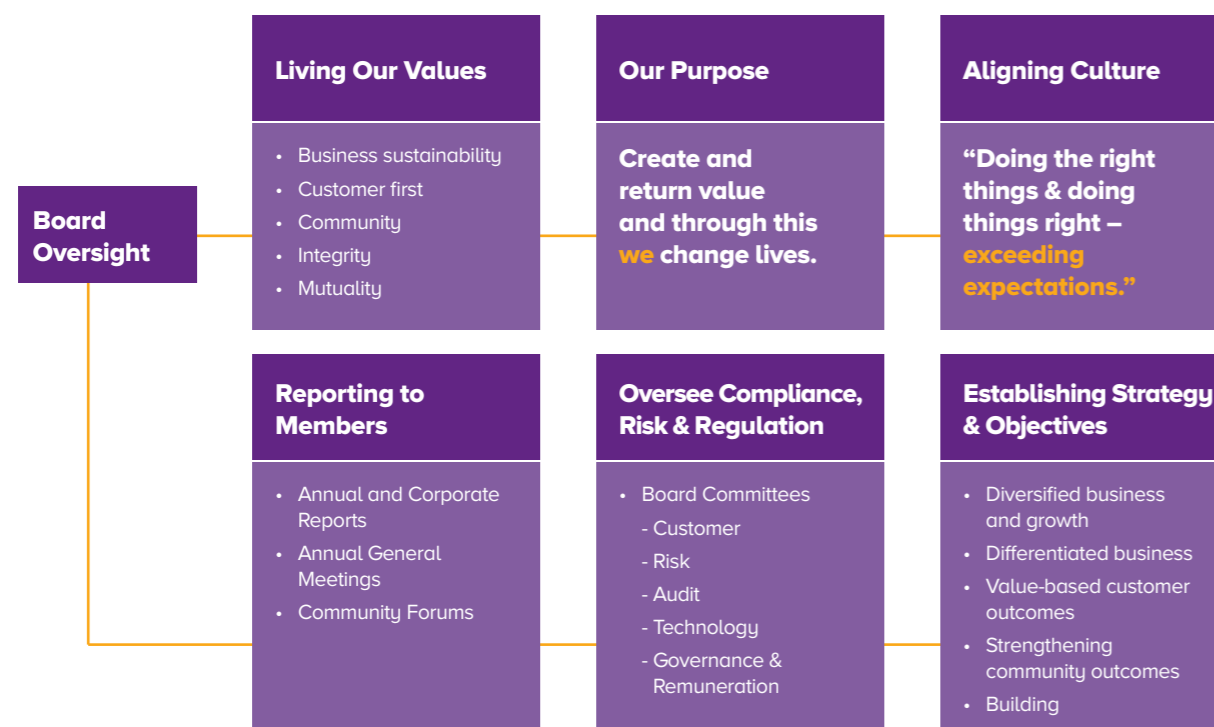 Board
Oversight
Living Our Values
• Business sustainability
• Customer first
• Community
• Integrity
• Mutuality
Our Purpose
Create and
return value
and through this
we change lives.
Aligning Culture
“Doing the right
things & doing
things right –
exceeding
expectations.”
Reporting to
Members
• Annual and Corporate
Reports
• Annual General
Meetings
• Community Forums
Oversee Compliance,
Risk & Regulation
• Board Committees
- Customer
- Risk
- Audit
- Technology
- Governance &
Remuneration
Establishing Strategy
& Objectives
• Diversified business
and growth
• Differentiated business
• Value-based customer
outcomes
• Strengthening
community outcomes
• Building